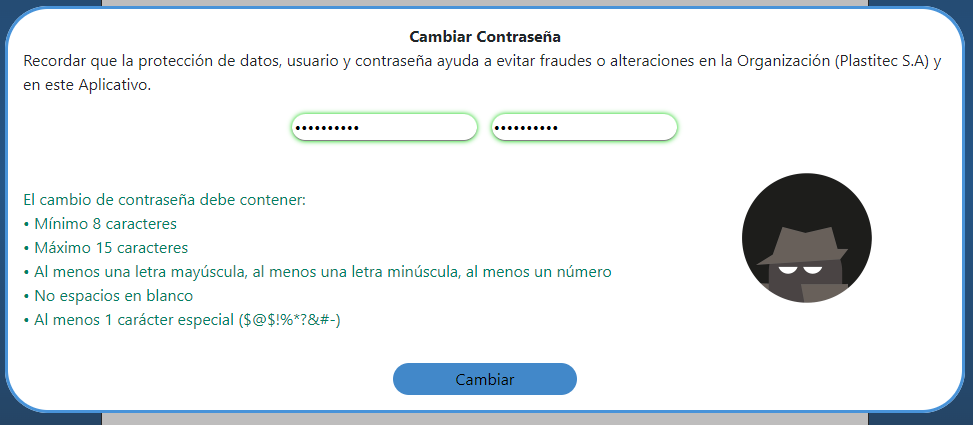 Cambiar Contraseña
Recordar que la protección de datos, usuario y contraseña ayuda a evitar fraudes o alteraciones en la Organización (Plastitec S.A) y
en este Aplicativo.
•••••••••• ••••••••••
El cambio de contraseña debe contener:
• Mínimo 8 caracteres
• Máximo 15 caracteres
• Al menos una letra mayúscula, al menos una letra minúscula, al menos un número
• No espacios en blanco
• Al menos 1 carácter especial ($@$!%*?&#-)
Cambiar